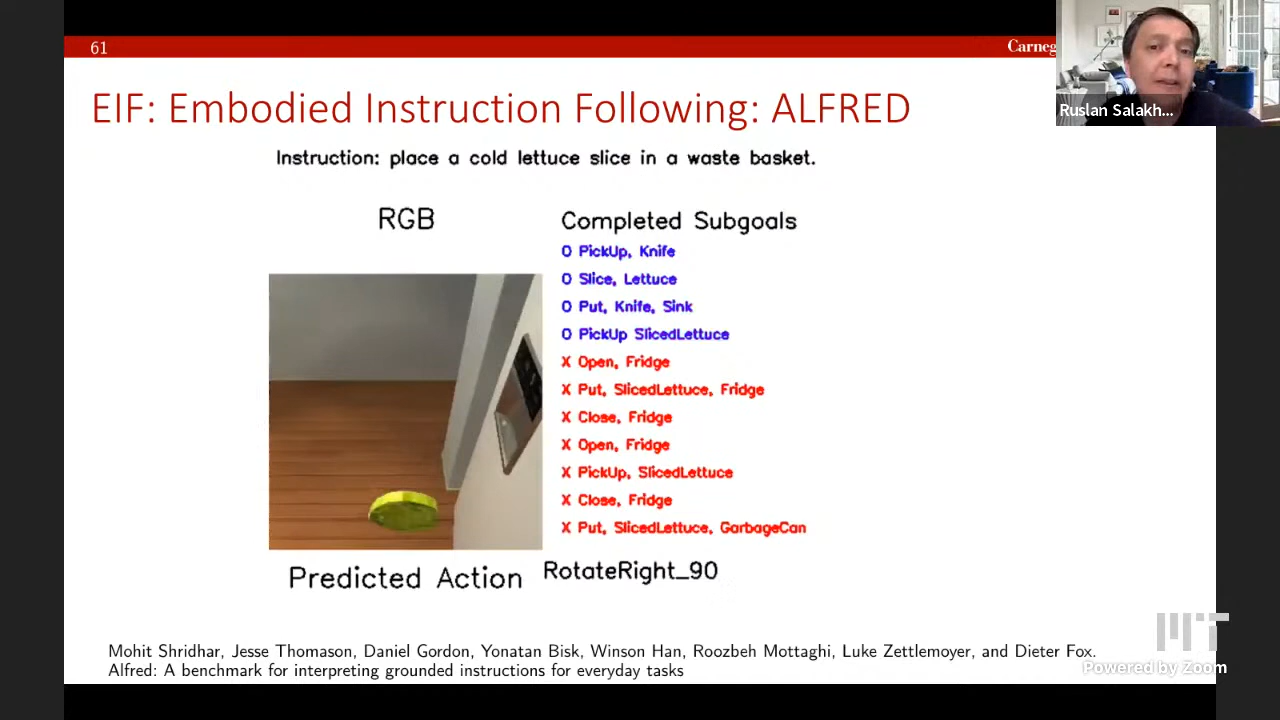 61
Carneg
Ruslan Salakh...
EIF: Embodied Instruction Following: ALFRED
Instruction: place a cold lettuce slice in a waste basket.
RGB
Completed Subgoals
O PickUp, Knife
O Slice, Lettuce
O Put, Knife, Sink
O PickUp SlicedLettuce
X Open, Fridge
X Put, SlicedLettuce, Fridge
X Close, Fridge
X Open, Fridge
X PickUp, SlicedLettuce
X Close, Fridge
X Put, SlicedLettuce, GarbageCan
Predicted Action RotateRight_90
Mohit Shridhar, Jesse Thomason, Daniel Gordon, Yonatan Bisk, Winson Han, Roozbeh Mottaghi, Luke Zettlemoyer, and Dieter Fox.
Alfred: A benchmark for interpreting grounded instructions for everyday tasks
MIT
Powered by Zoom